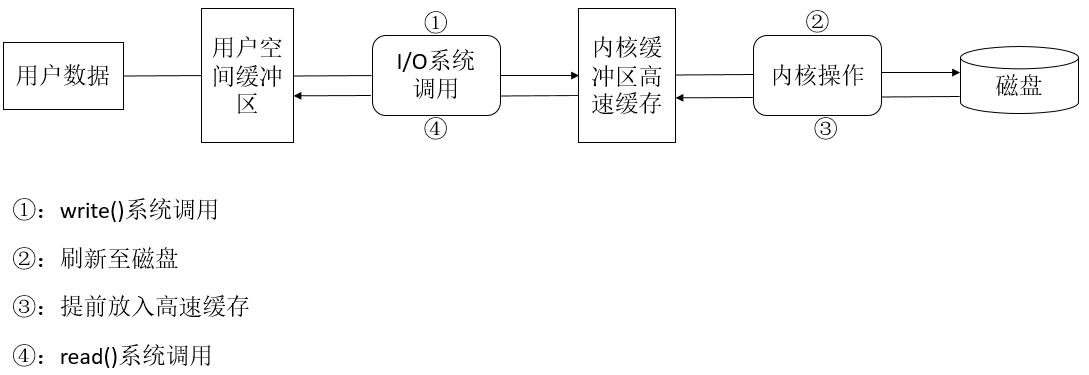 ①
②
用户数据
用户空
间缓冲
区
I/O系统
调用
内核缓
冲区高
速缓存
内核操作
磁盘
④
③
①：write()系统调用
②：刷新至磁盘
③：提前放入高速缓存
④：read()系统调用